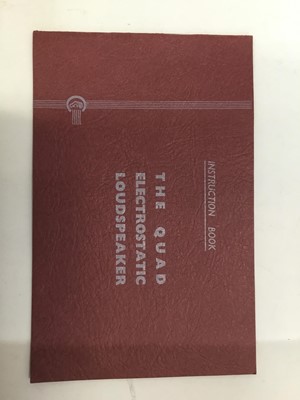 INSTRUCTION BOOK
THE QUAD
ELECTROSTATIC
LOUDSPEAKER